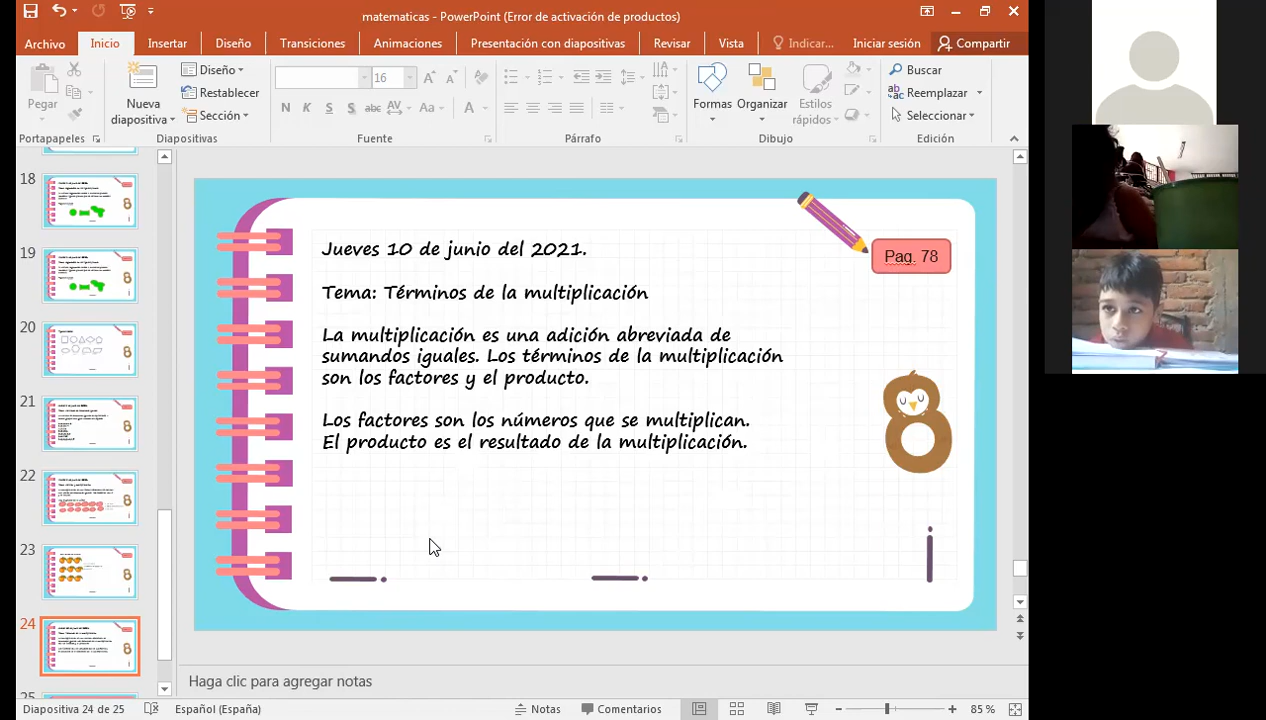 matematicas - PowerPoint (Error de activación de productos)
Archivo Inicio Insertar Diseño Transiciones Animaciones Presentación con diapositivas Revisar Vista Indicar... Iniciar sesión Compartir
Pegar
Nueva diapositiva
Diseño
Restablecer
Sección
16
N K S S abc AV Aa A
Formas
Organizar
Estilos rápidos
Buscar
Reemplazar
Seleccionar
Portapapeles Diapositivas Fuente Párrafo Dibujo Edición
18
19
20
21
22
23
24
25
Jueves 10 de junio del 2021.
Pag. 78
Tema: Términos de la multiplicación
La multiplicación es una adición abreviada de
sumandos iguales. Los términos de la multiplicación
son los factores y el producto.
Los factores son los números que se multiplican.
El producto es el resultado de la multiplicación.
Haga clic para agregar notas
Diapositiva 24 de 25 Español (España) Notas Comentarios 85 %